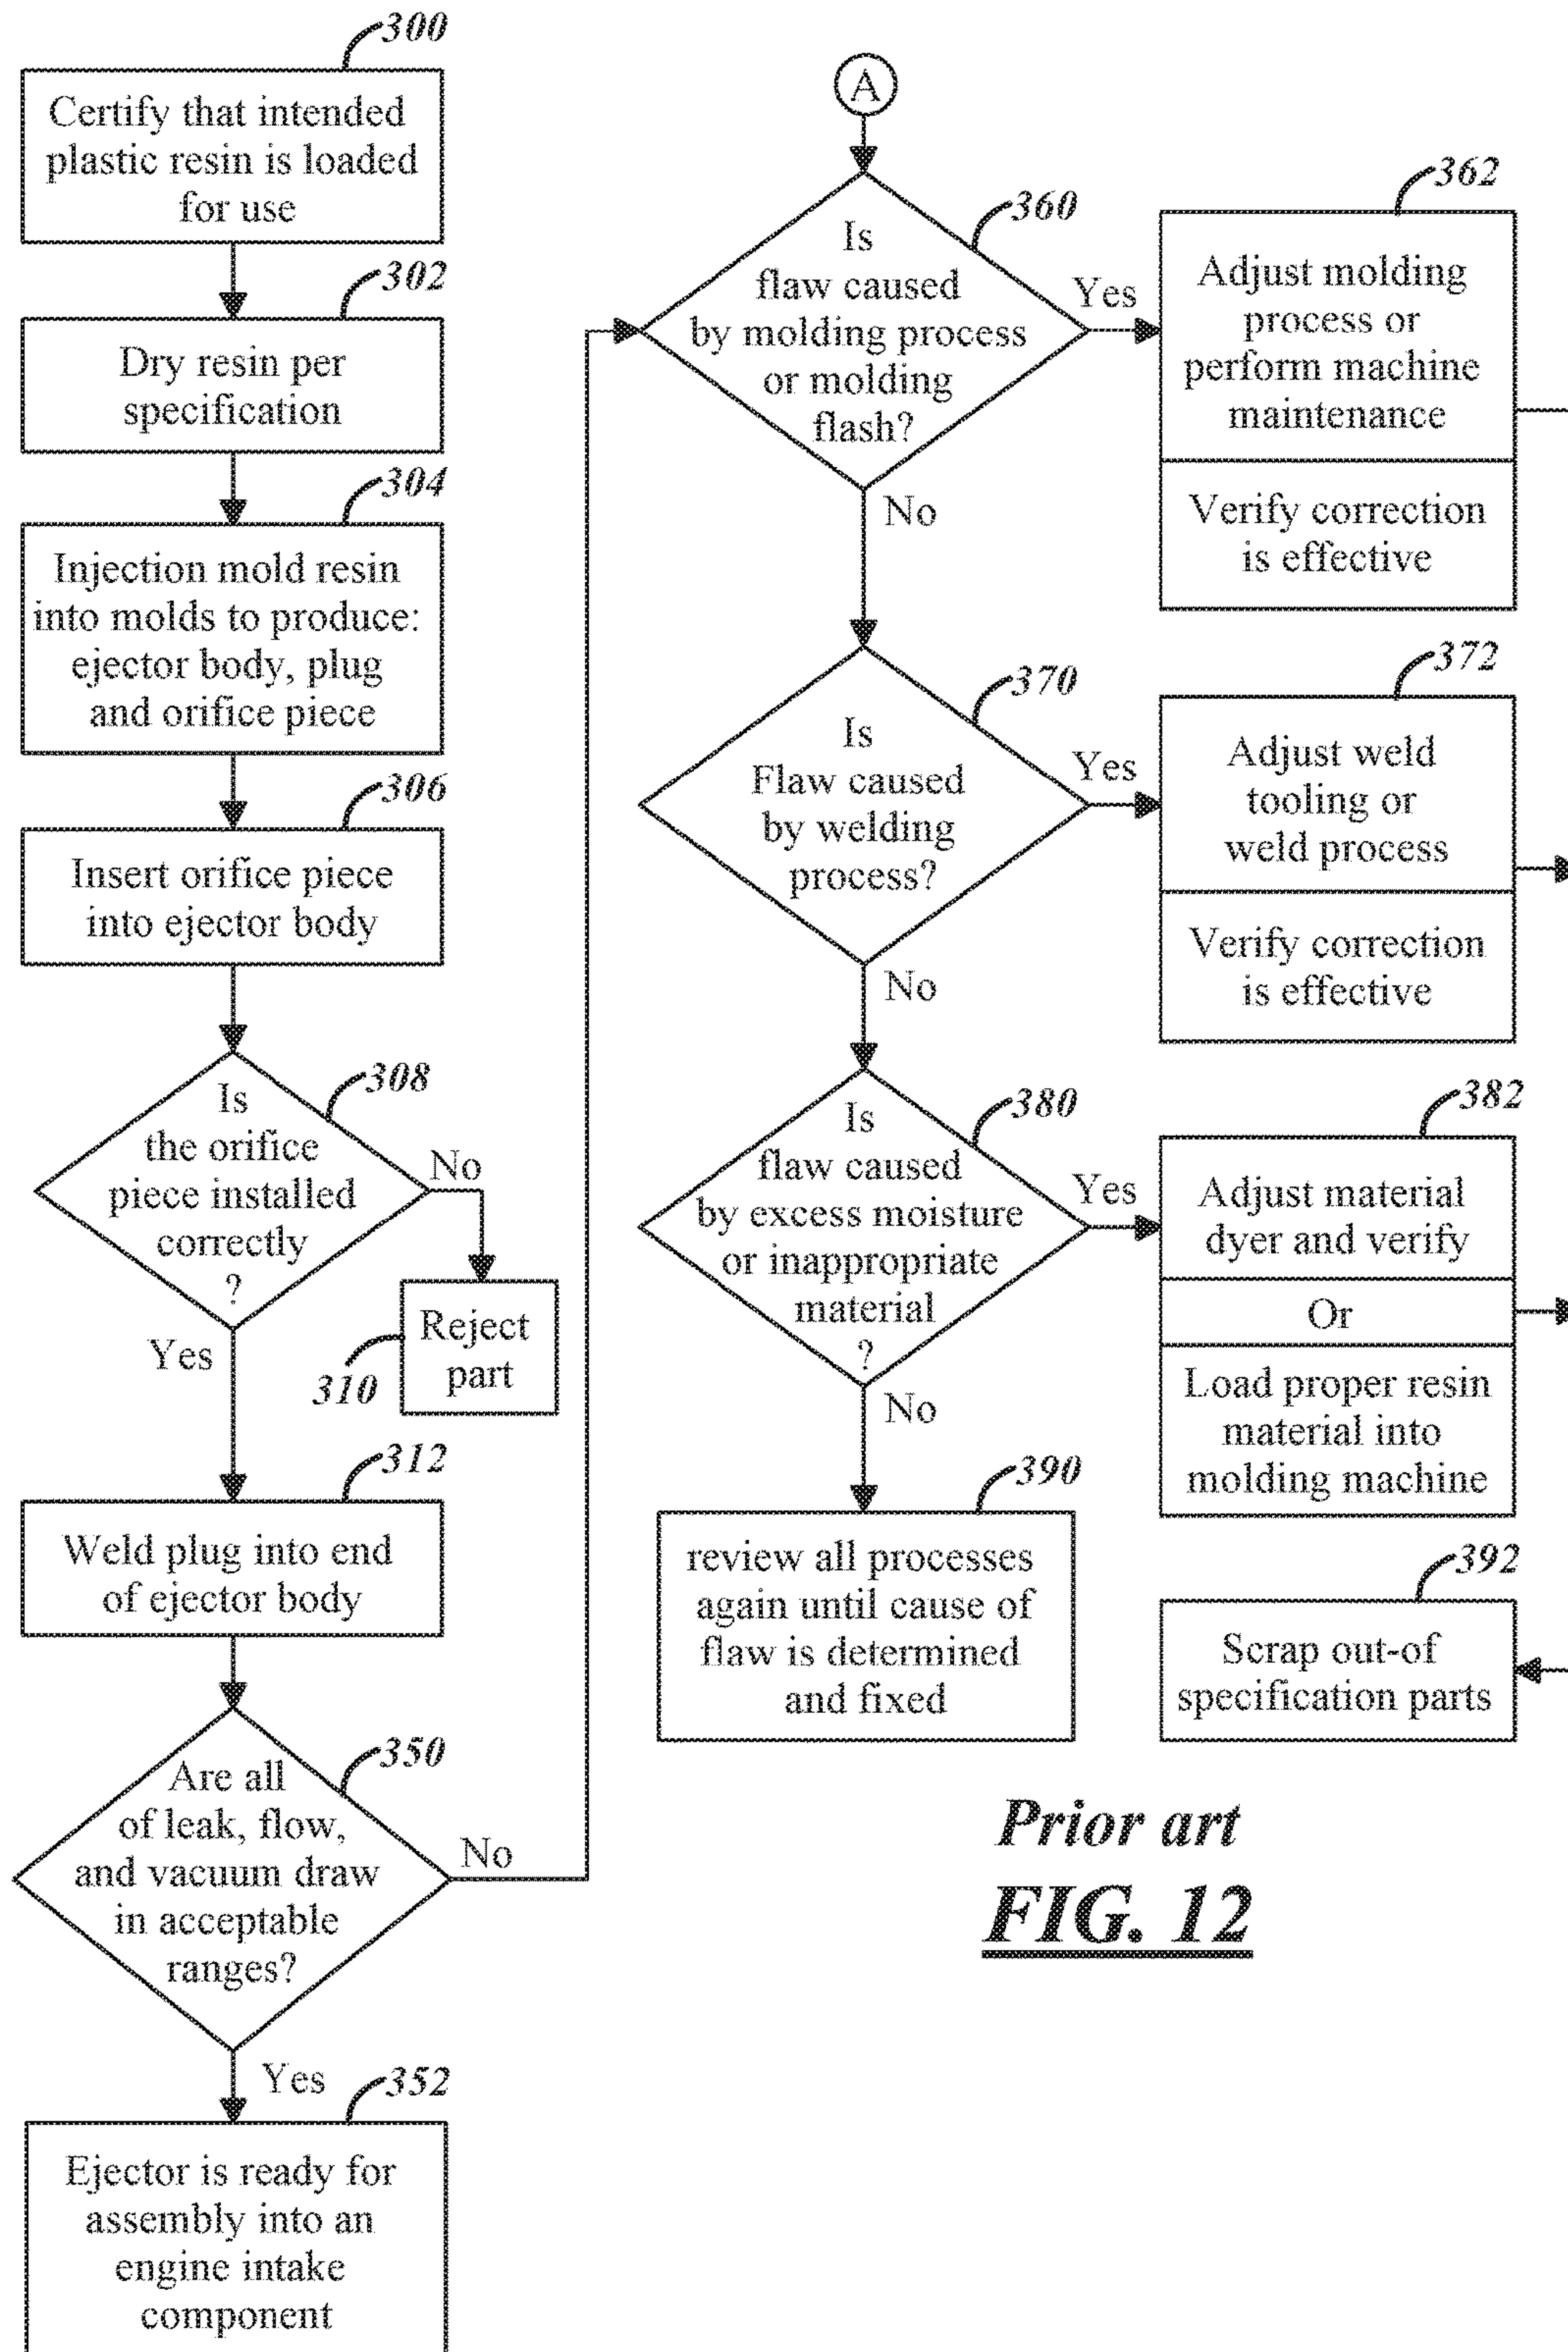 300
Certify that intended
plastic resin is loaded
for use
302
Dry resin per
specification
304
Injection mold resin
into molds to produce:
ejector body, plug
and orifice piece
306
Insert orifice piece
into ejector body
308
Is
the orifice
piece installed
correctly
?
No
Reject
part
310
Yes
312
Weld plug into end
of ejector body
350
Are all
of leak, flow,
and vacuum draw
in acceptable
ranges?
No
Yes
352
Ejector is ready for
assembly into an
engine intake
component
A
360
Is
flaw caused
by molding process
or molding
flash?
Yes
No
362
Adjust molding
process or
perform machine
maintenance
Verify correction
is effective
370
Is
Flaw caused
by welding
process?
Yes
No
372
Adjust weld
tooling or
weld process
Verify correction
is effective
380
Is
flaw caused
by excess moisture
or inappropriate
material
?
Yes
No
382
Adjust material
dyer and verify
Or
Load proper resin
material into
molding machine
390
review all processes
again until cause of
flaw is determined
and fixed
392
Scrap out-of
specification parts
Prior art
FIG. 12